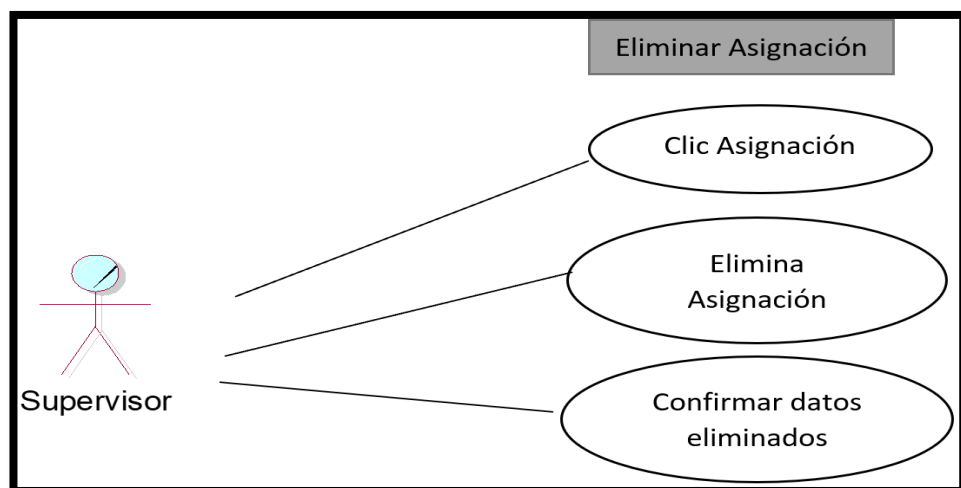 Eliminar Asignación
Clic Asignación
Elimina
Asignación
Supervisor
Confirmar datos
eliminados